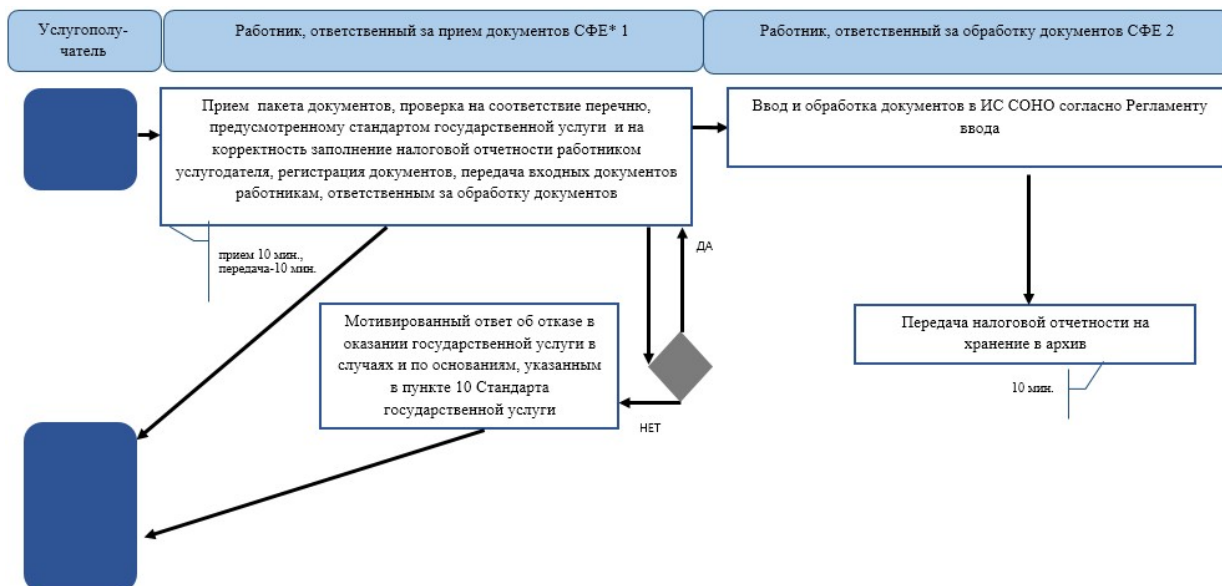 Услугополу-
чатель
Работник, ответственный за прием документов СФЕ* 1
Работник, ответственный за обработку документов СФЕ 2
Прием пакета документов, проверка на соответствие перечню,
предусмотренному стандартом государственной услуги и на
корректность заполнение налоговой отчетности работником
услугодателя, регистрация документов, передача входных документов
работникам, ответственным за обработку документов
Ввод и обработка документов в ИС СОНО согласно Регламенту
ввода
прием 10 мин.,
передача-10 мин.
ДА
Мотивированный ответ об отказе в
оказании государственной услуги в
случаях и по основаниям, указанным
в пункте 10 Стандарта
государственной услуги
НЕТ
Передача налоговой отчетности на
хранение в архив
10 мин.